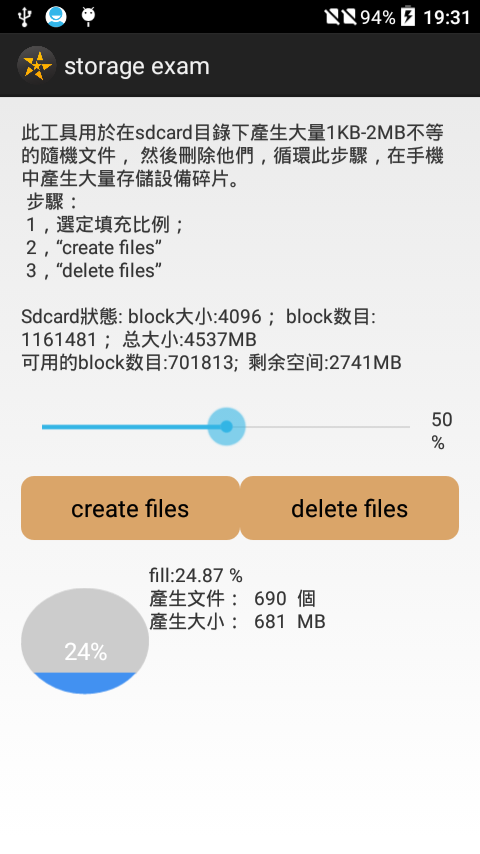 94% 19:31
storage exam
此工具用於在sdcard目錄下產生大量1KB-2MB不等
的隨機文件， 然後刪除他們，循環此步驟，在手機
中產生大量存儲設備碎片。
步驟：
1，選定填充比例；
2，“create files”
3，“delete files”
Sdcard狀態: block大小:4096； block数目:
1161481； 总大小:4537MB
可用的block数目:701813; 剩余空间:2741MB
50
%
create files delete files
fill:24.87 %
產生文件： 690 個
產生大小： 681 MB
24%